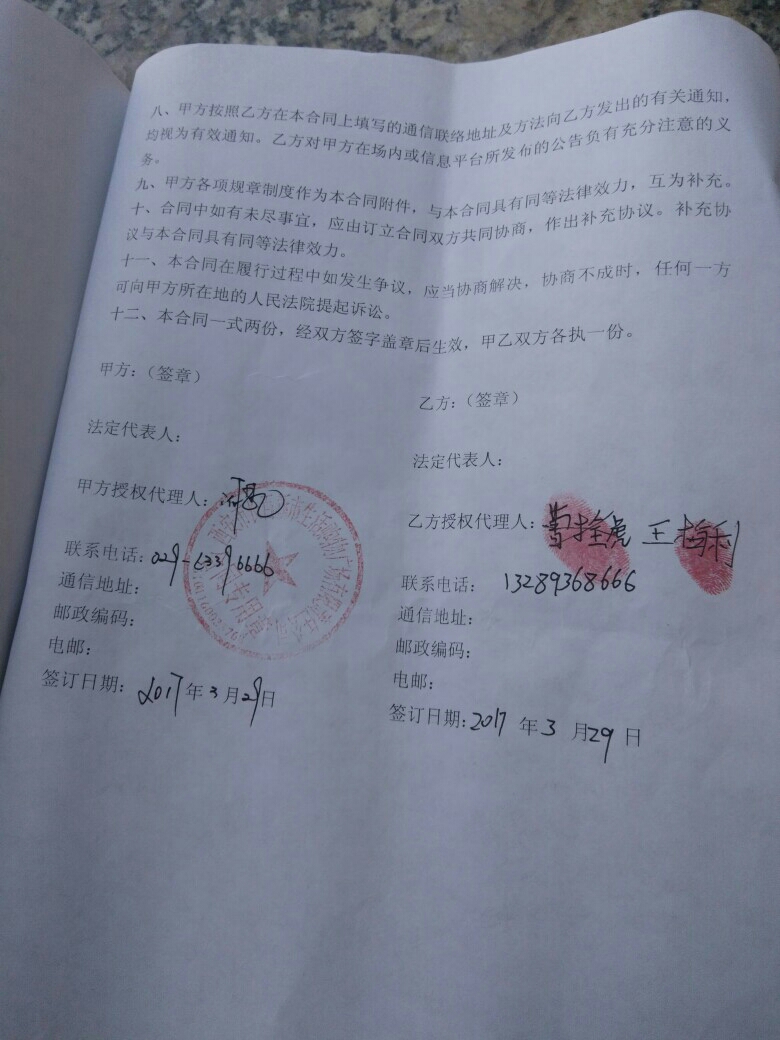 八、甲方按照乙方在本合同上填写的通信联络地址及方法向乙方发出的有关通知，
均视为有效通知。乙方对甲方在场内或信息平台所发布的公告负有充分注意的义
务。
九、甲方各项规章制度作为本合同附件，与本合同具有同等法律效力，互为补充。
十、合同中如有未尽事宜，应由订立合同双方共同协商，作出补充协议。补充协
议与本合同具有同等法律效力。
十一、本合同在履行过程中如发生争议，应当协商解决，协商不成时，任何一方
可向甲方所在地的人民法院提起诉讼。
十二、本合同一式两份，经双方签字盖章后生效，甲乙双方各执一份。
甲方：（签章）
法定代表人：
甲方授权代理人：
联系电话：029-63396666
通信地址：
邮政编码：
电邮：
签订日期：2017年3月29日
乙方：（签章）
法定代表人：
乙方授权代理人：曹拴虎 王梅利
联系电话：13289368666
通信地址：
邮政编码：
电邮：
签订日期：2017年3月29日